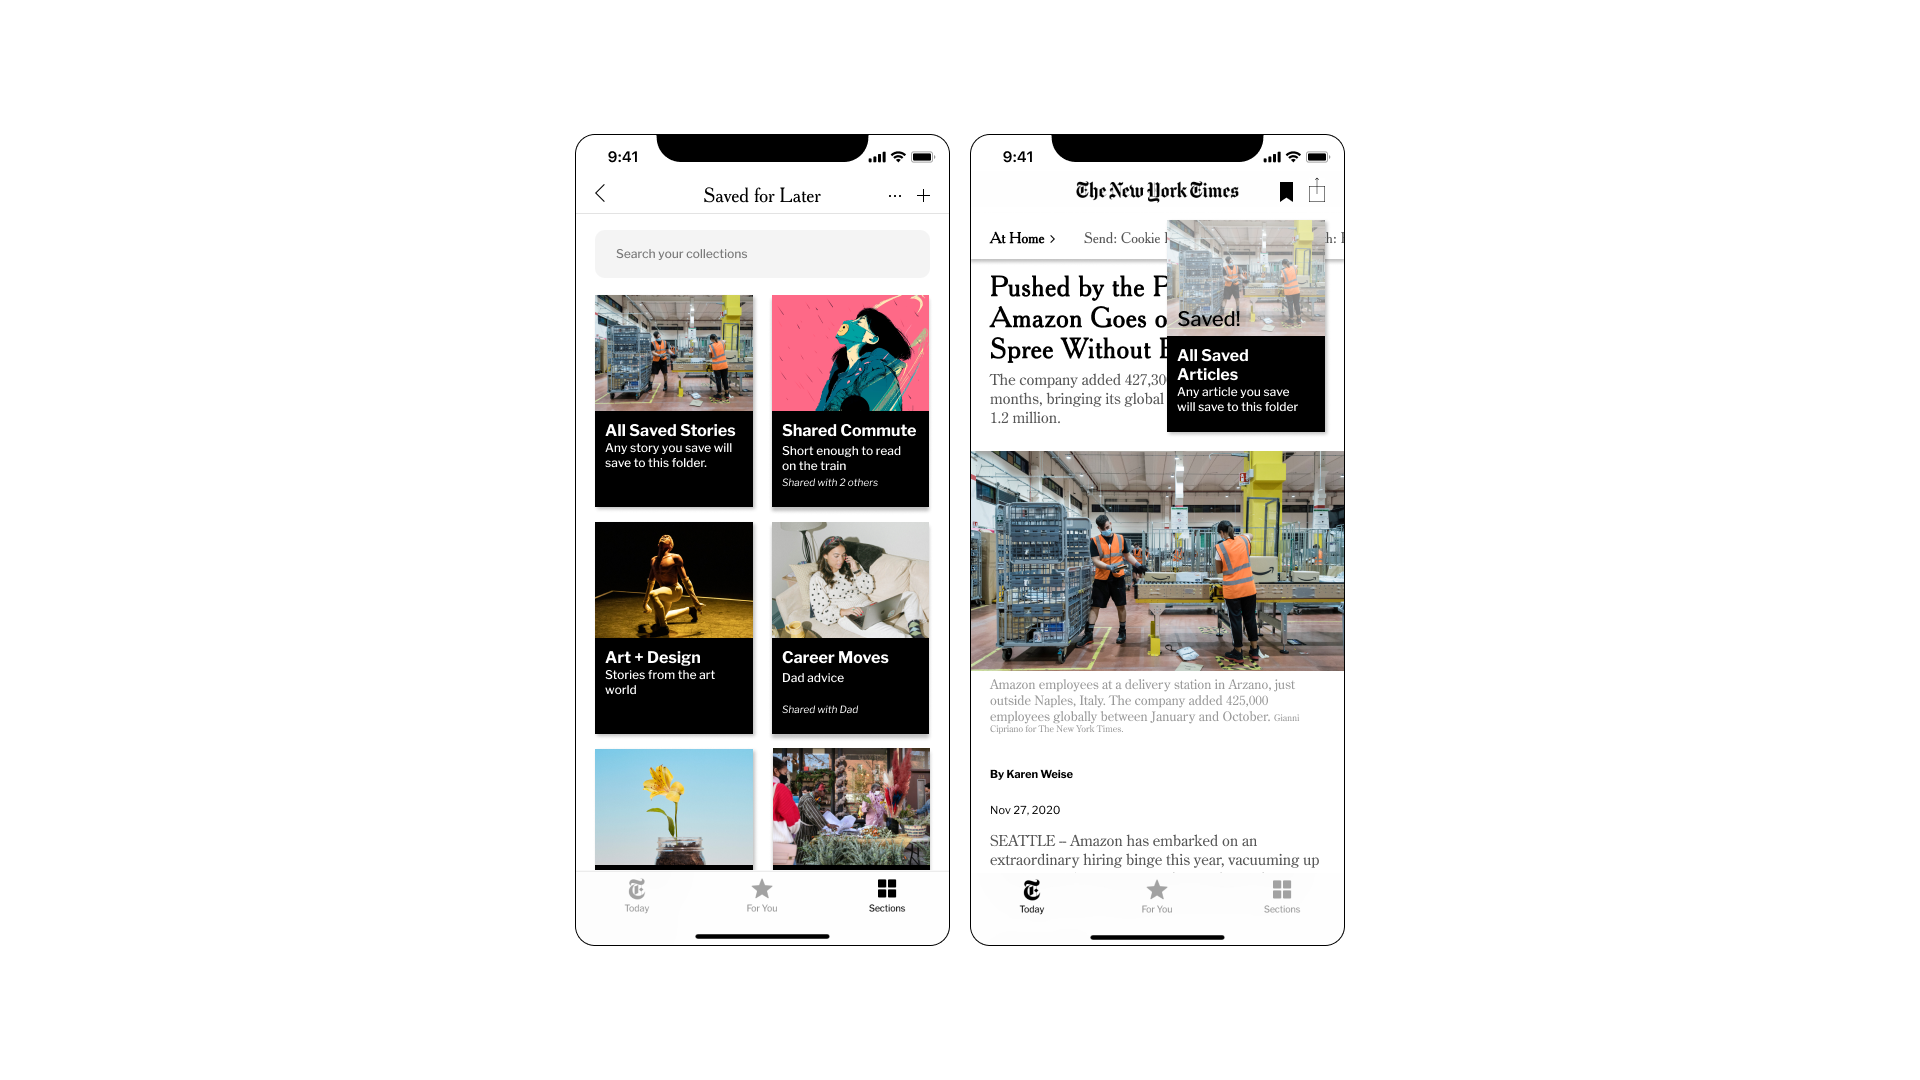 9:41
Saved for Later
Search your collections
All Saved Stories
Any story you save will
save to this folder.
Shared Commute
Short enough to read
on the train
Shared with 2 others
Art + Design
Stories from the art
world
Career Moves
Dad advice
Shared with Dad
Today
For You
Sections
9:41
The New York Times
At Home
Send: Cookie
h:
Pushed by the P
Amazon Goes o
Spree Without
The company added 427,30
months, bringing its global
1.2 million.
Saved!
All Saved
Articles
Any article you save
will save to this folder
Amazon employees at a delivery station in Arzano, just
outside Naples, Italy. The company added 425,000
employees globally between January and October. Gianni
Cipriano for The New York Times.
By Karen Weise
Nov 27, 2020
SEATTLE – Amazon has embarked on an
extraordinary hiring binge this year, vacuuming up
Today
For You
Sections